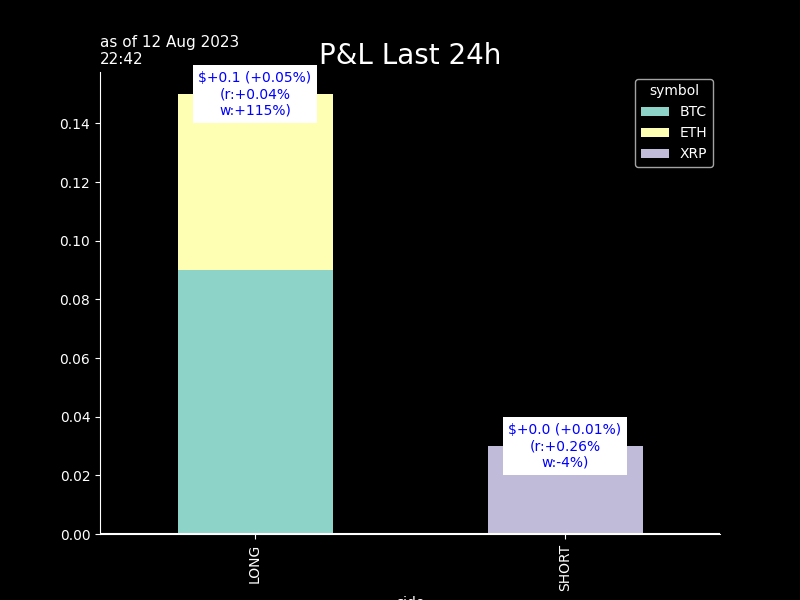 as of 12 Aug 2023
22:42
P&L Last 24h
$+0.1 (+0.05%)
(r:+0.04%
w:+115%)
symbol
BTC
ETH
XRP
0.14
0.12
0.10
0.08
0.06
0.04
0.02
0.00
$+0.0 (+0.01%)
(r:+0.26%
w:-4%)
LONG
SHORT
side